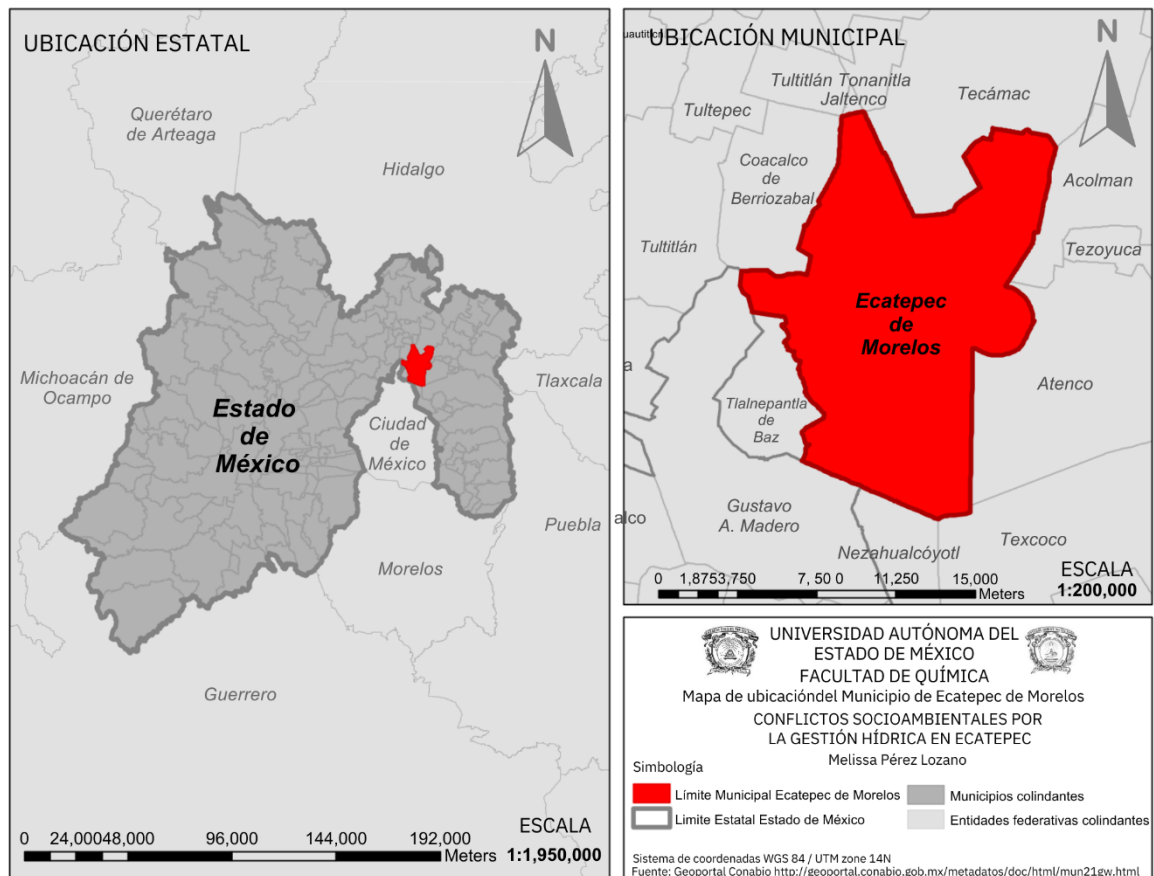 UBICACIÓN ESTATAL
N
Querétaro
de Arteaga
Hidalgo
Michoacán de
Ocampo
Tlaxcala
Estado
de
México
Ciudad
de
México
Puebla
Morelos
Guerrero
0 24,00048,000 96,000 144,000 192,000
Meters
ESCALA
1:1,950,000
UBICACIÓN MUNICIPAL
N
Tultitlán Tonanitla
Jaltenco
Tecámac
Tultepec
Coacalco
de
Berriozabal
Acolman
Tultitlán
Tezoyuca
Ecatepec
de
Morelos
a
Atenco
Tlalnepantla
de
Baz
alco
Gustavo
A. Madero
Nezahualcóyotl
Texcoco
0 1,8753,750 7,50 0 11,250 15,000
Meters
ESCALA
1:200,000
UNIVERSIDAD AUTÓNOMA DEL
ESTADO DE MÉXICO
FACULTAD DE QUÍMICA
Mapa de ubicacióndel Municipio de Ecatepec de Morelos
CONFLICTOS SOCIOAMBIENTALES POR
LA GESTIÓN HÍDRICA EN ECATEPEC
Melissa Pérez Lozano
Simbología
Límite Municipal Ecatepec de Morelos
Municipios colindantes
Limite Estatal Estado de México
Entidades federativas colindantes
Sistema de coordenadas WGS 84 / UTM zone 14N
Fuente: Geoportal Conabio http://geoportal.conabio.gob.mx/metadatos/doc/html/mun21gw.html